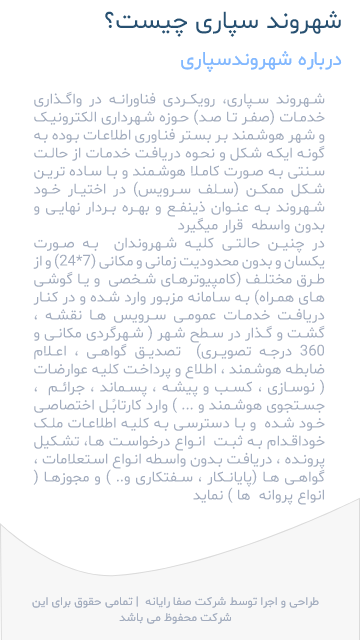 شهروند سپاری چیست؟
درباره شهروندسپاری
شهروند سپاری، رویکردی فناورانه در واگذاری
خدمات (صفر تا صد) حوزه شهرداری الکترونیک
و شهر هوشمند بر بستر فناوری اطلاعات بوده به
گونه ایکه شکل و نحوه دریافت خدمات از حالت
سنتی به صورت کاملا هوشمند و با ساده ترین
شکل ممکن (سلف سرویس) در اختیار خود
شهروند به عنوان ذینفع و بهره بردار نهایی و
بدون واسطه قرار میگیرد
در چنین حالتی کلیه شهروندان به صورت
یکسان و بدون محدودیت زمانی و مکانی (7*24) و از
طرق مختلف (کامپیوترهای شخصی و یا گوشی
های همراه) به سامانه مزبور وارد شده و در کنار
دریافت خدمات عمومی سرویس ها نقشه ،
گشت و گذار در سطح شهر ( شهرگردی مکانی و
360 درجه تصویری) تصدیق گواهی ، اعلام
ضابطه هوشمند ، اطلاع و پرداخت کلیه عوارضات
( نوسازی ، کسب و پیشه ، پسماند ، جرائم ،
جستجوی هوشمند و ... ) وارد کارتابل اختصاصی
خود شده و با دسترسی به کلیه اطلاعات ملک
خوداقدام به ثبت انواع درخواست ها، تشکیل
پرونده ، دریافت بدون واسطه انواع استعلامات ،
گواهی ها (پایانکار ، سفتکاری و.. ) و مجوزها (
انواع پروانه ها ) نماید
طراحی و اجرا توسط شرکت صفا رایانه | تمامی حقوق برای این
شرکت محفوظ می باشد